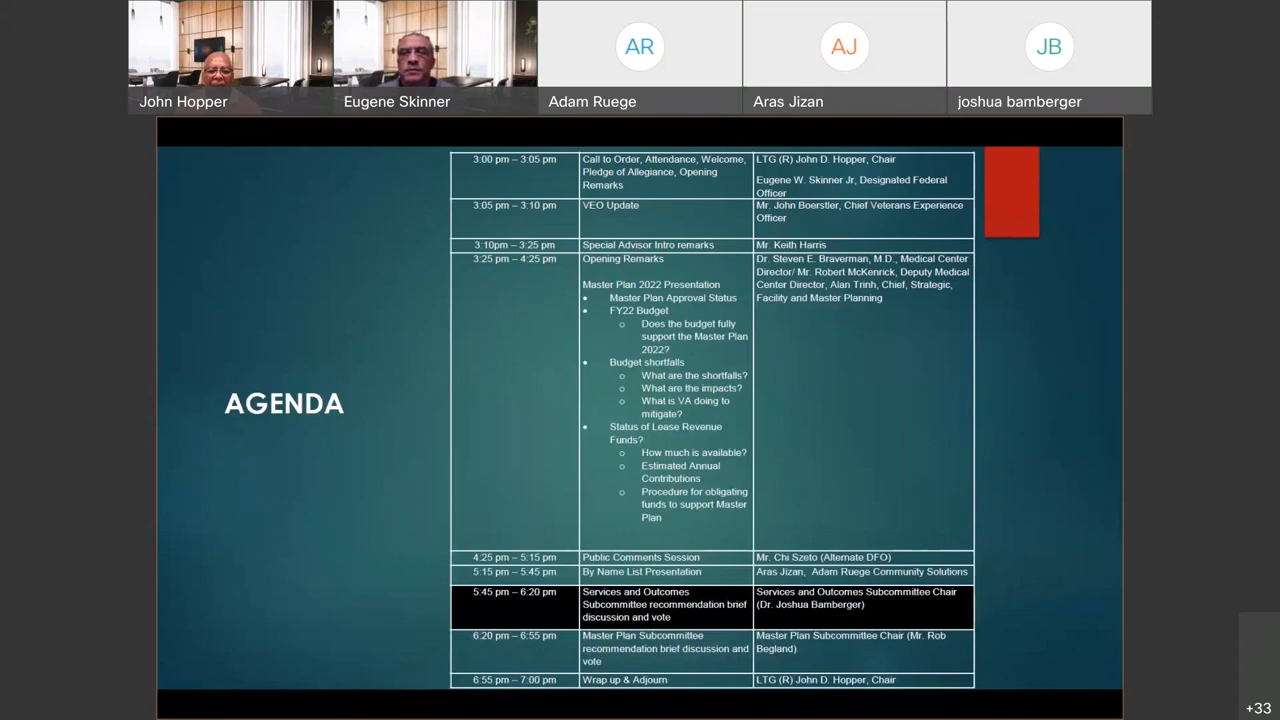 AR
AJ
JB
John Hopper
Eugene Skinner
Adam Ruege
Aras Jizan
joshua bamberger
AGENDA
3:00 pm – 3:05 pm
Call to Order, Attendance, Welcome,
Pledge of Allegiance, Opening
Remarks
LTG (R) John D. Hopper, Chair
Eugene W. Skinner Jr, Designated Federal
Officer
3:05 pm – 3:10 pm
VEO Update
Mr. John Boerstler, Chief Veterans Experience
Officer
3:10pm – 3:25 pm
Special Advisor Intro remarks
Mr. Keith Harris
3:25 pm – 4:25 pm
Opening Remarks
Master Plan 2022 Presentation
• Master Plan Approval Status
• FY22 Budget
o Does the budget fully
support the Master Plan
2022?
• Budget shortfalls
o What are the shortfalls?
o What are the impacts?
o What is VA doing to
mitigate?
• Status of Lease Revenue
Funds?
o How much is available?
o Estimated Annual
Contributions
o Procedure for obligating
funds to support Master
Plan
Dr. Steven E. Braverman, M.D., Medical Center
Director/ Mr. Robert McKenrick, Deputy Medical
Center Director, Alan Trinh, Chief, Strategic,
Facility and Master Planning
4:25 pm – 5:15 pm
Public Comments Session
Mr. Chi Szeto (Alternate DFO)
5:15 pm – 5:45 pm
By Name List Presentation
Aras Jizan, Adam Ruege Community Solutions
5:45 pm – 6:20 pm
Services and Outcomes
Subcommittee recommendation brief
discussion and vote
Services and Outcomes Subcommittee Chair
(Dr. Joshua Bamberger)
6:20 pm – 6:55 pm
Master Plan Subcommittee
recommendation brief discussion and
vote
Master Plan Subcommittee Chair (Mr. Rob
Begland)
6:55 pm – 7:00 pm
Wrap up & Adjourn
LTG (R) John D. Hopper, Chair
+33